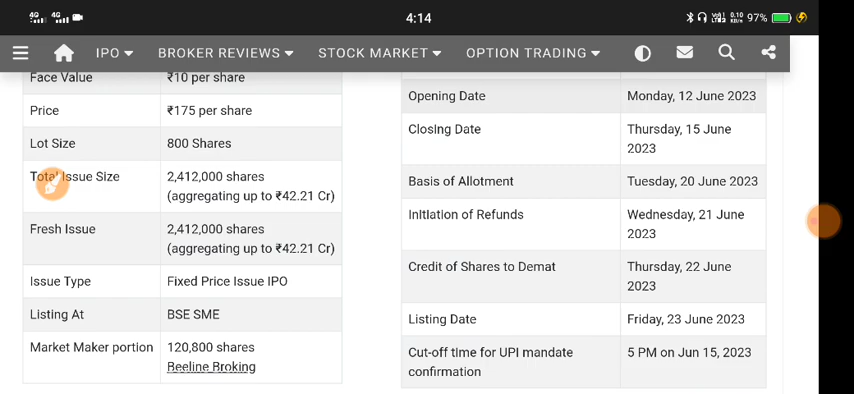 4G 4G 4:14 0.10 KB/s 97%
IPO BROKER REVIEWS STOCK MARKET OPTION TRADING
Face Value ₹10 per share
Price ₹175 per share
Lot Size 800 Shares
Total Issue Size 2,412,000 shares
(aggregating up to ₹42.21 Cr)
Fresh Issue 2,412,000 shares
(aggregating up to ₹42.21 Cr)
Issue Type Fixed Price Issue IPO
Listing At BSE SME
Market Maker portion 120,800 shares
Beeline Broking
Opening Date Monday, 12 June 2023
Closing Date Thursday, 15 June
2023
Basis of Allotment Tuesday, 20 June 2023
Initiation of Refunds Wednesday, 21 June
2023
Credit of Shares to Demat Thursday, 22 June
2023
Listing Date Friday, 23 June 2023
Cut-off time for UPI mandate 5 PM on Jun 15, 2023
confirmation